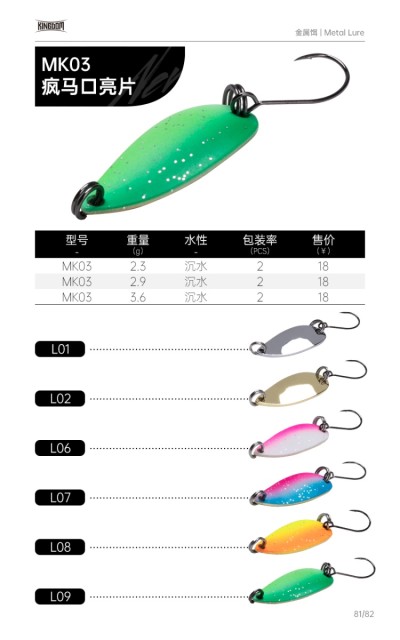 KINGDOM
金属饵 | Metal Lure
MK03
疯马口亮片
型号 重量 水性 包装率 售价
- (g) - (PCS) (￥)
MK03 2.3 沉水 2 18
MK03 2.9 沉水 2 18
MK03 3.6 沉水 2 18
L01
L02
L06
L07
L08
L09
81/82